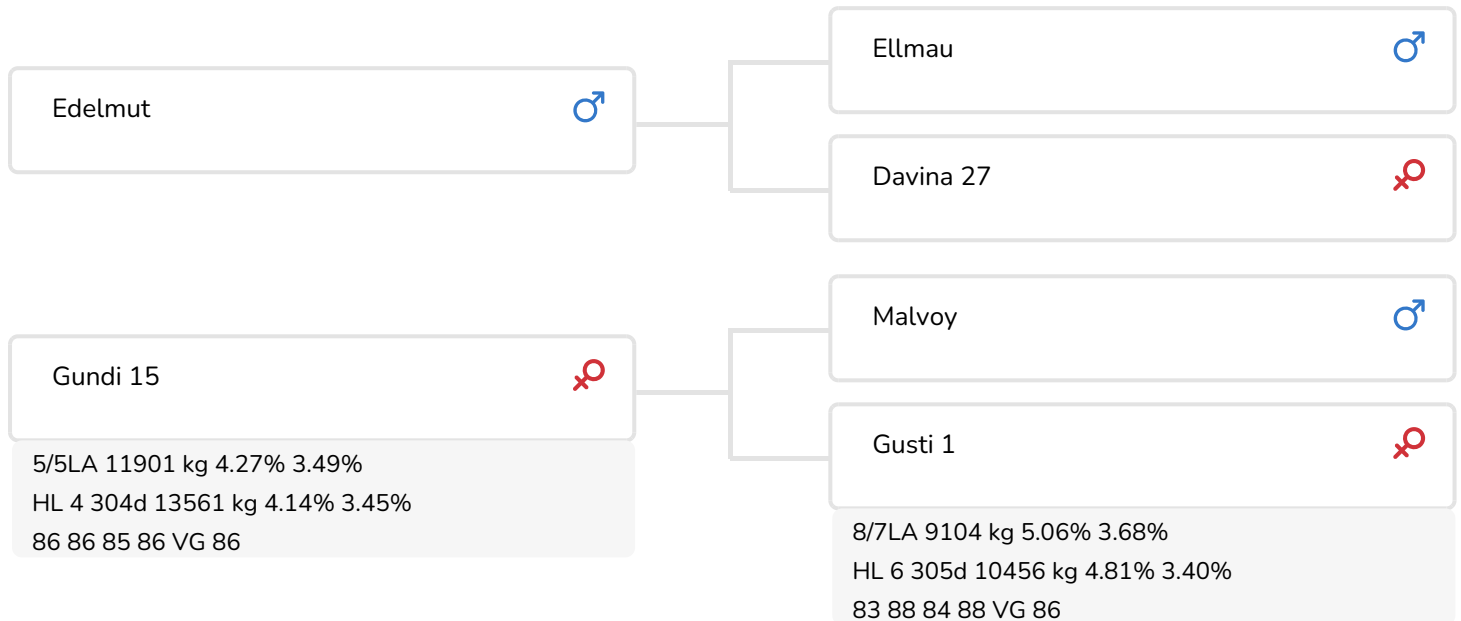 Ellmau
Edelmut
Davina 27
Malvoy
Gundi 15
Gusti 1
5/5LA 11901 kg 4.27% 3.49%
HL 4 304d 13561 kg 4.14% 3.45%
86 86 85 86 VG 86
8/7LA 9104 kg 5.06% 3.68%
HL 6 305d 10456 kg 4.81% 3.40%
83 88 84 88 VG 86